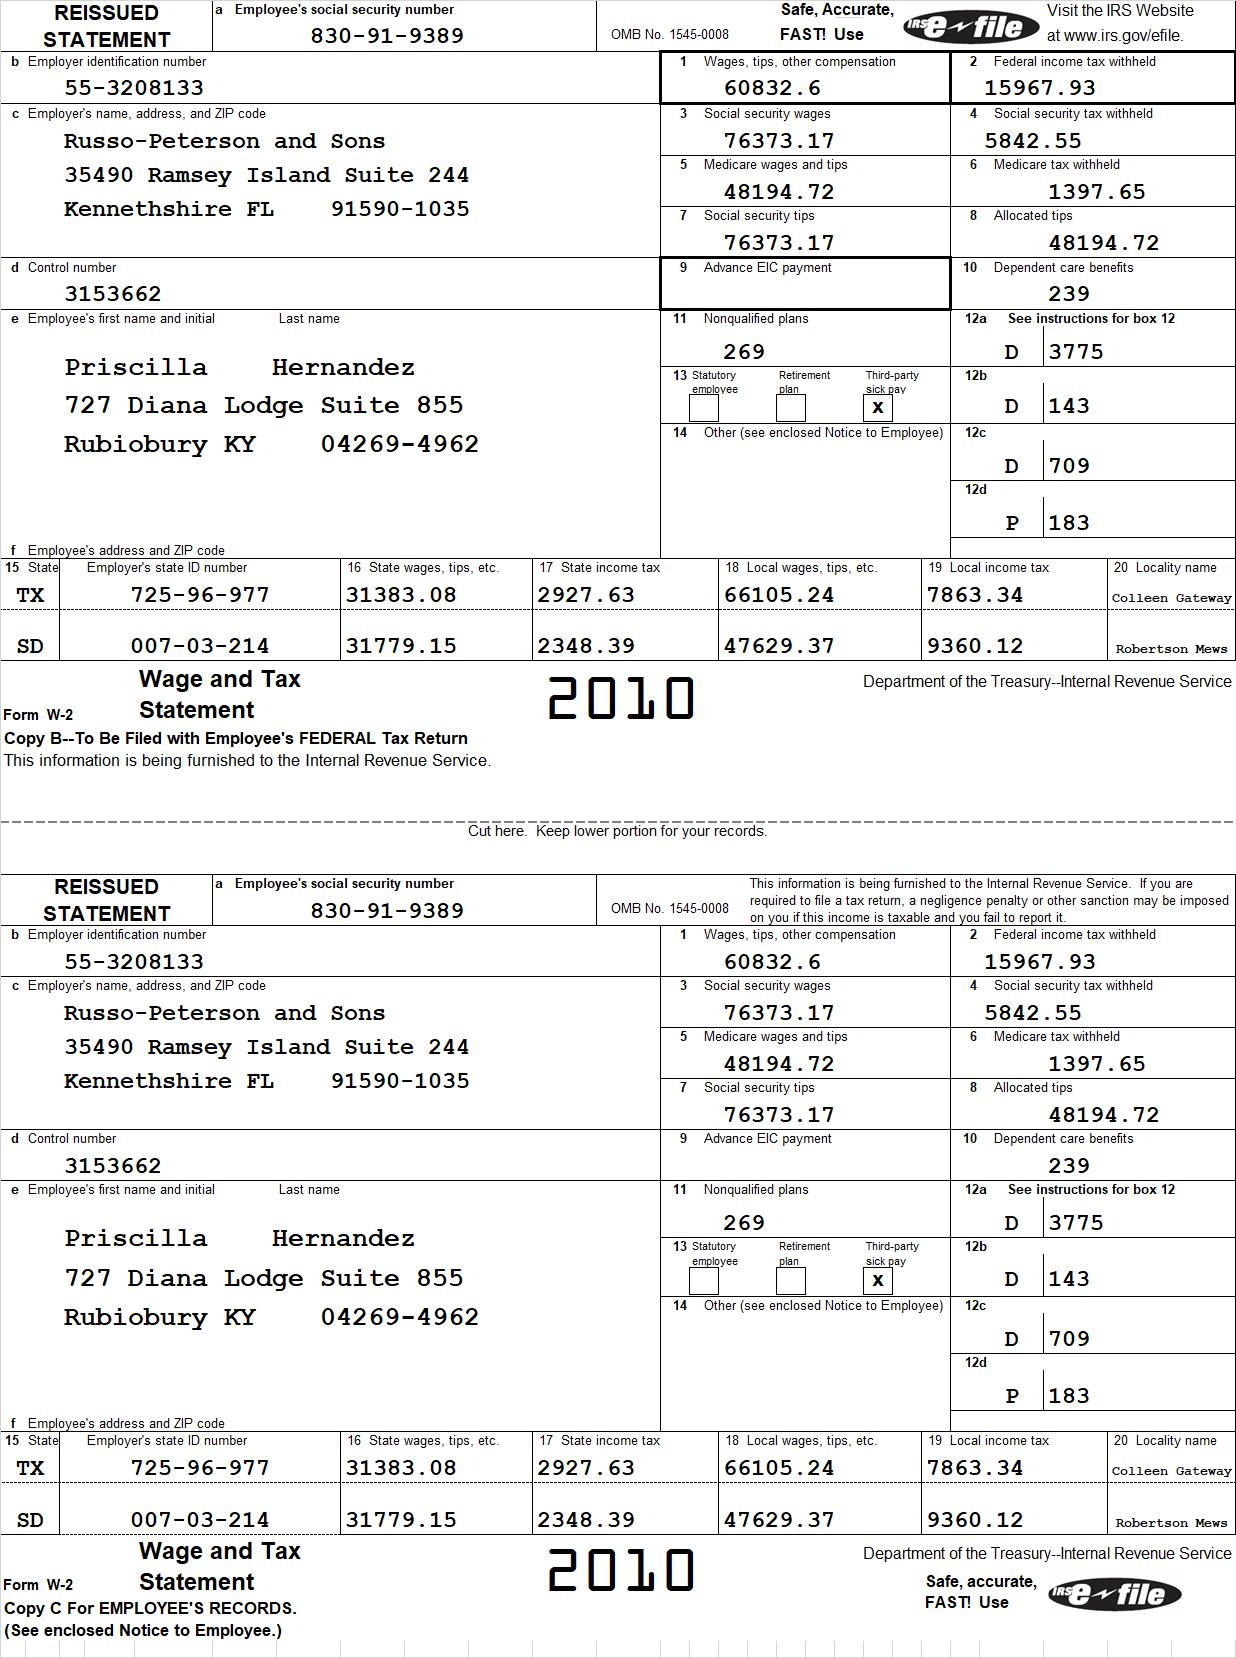 REISSUED STATEMENT
a Employee's social security number
830-91-9389
OMB No. 1545-0008
Safe, Accurate, FAST! Use
IRS e-file
Visit the IRS Website at www.irs.gov/efile.
b Employer identification number
55-3208133
1 Wages, tips, other compensation
60832.6
2 Federal income tax withheld
15967.93
c Employer's name, address, and ZIP code
Russo-Peterson and Sons
35490 Ramsey Island Suite 244
Kennethshire FL 91590-1035
3 Social security wages
76373.17
4 Social security tax withheld
5842.55
5 Medicare wages and tips
48194.72
6 Medicare tax withheld
1397.65
7 Social security tips
76373.17
8 Allocated tips
48194.72
d Control number
3153662
9 Advance EIC payment
10 Dependent care benefits
239
e Employee's first name and initial Last name
Priscilla Hernandez
727 Diana Lodge Suite 855
Rubiobury KY 04269-4962
11 Nonqualified plans
269
12a See instructions for box 12
D 3775
13 Statutory employee Retirement plan Third-party sick pay
X
12b
D 143
14 Other (see enclosed Notice to Employee)
12c
D 709
12d
P 183
f Employee's address and ZIP code
15 State Employer's state ID number 16 State wages, tips, etc. 17 State income tax 18 Local wages, tips, etc. 19 Local income tax 20 Locality name
TX 725-96-977 31383.08 2927.63 66105.24 7863.34 Colleen Gateway
SD 007-03-214 31779.15 2348.39 47629.37 9360.12 Robertson Mews
Form W-2 Wage and Tax Statement
2010
Department of the Treasury--Internal Revenue Service
Copy B--To Be Filed with Employee's FEDERAL Tax Return
This information is being furnished to the Internal Revenue Service.
Cut here. Keep lower portion for your records.
REISSUED STATEMENT
a Employee's social security number
830-91-9389
OMB No. 1545-0008
This information is being furnished to the Internal Revenue Service. If you are
required to file a tax return, a negligence penalty or other sanction may be imposed
on you if this income is taxable and you fail to report it.
b Employer identification number
55-3208133
1 Wages, tips, other compensation
60832.6
2 Federal income tax withheld
15967.93
c Employer's name, address, and ZIP code
Russo-Peterson and Sons
35490 Ramsey Island Suite 244
Kennethshire FL 91590-1035
3 Social security wages
76373.17
4 Social security tax withheld
5842.55
5 Medicare wages and tips
48194.72
6 Medicare tax withheld
1397.65
7 Social security tips
76373.17
8 Allocated tips
48194.72
d Control number
3153662
9 Advance EIC payment
10 Dependent care benefits
239
e Employee's first name and initial Last name
Priscilla Hernandez
727 Diana Lodge Suite 855
Rubiobury KY 04269-4962
11 Nonqualified plans
269
12a See instructions for box 12
D 3775
13 Statutory employee Retirement plan Third-party sick pay
X
12b
D 143
14 Other (see enclosed Notice to Employee)
12c
D 709
12d
P 183
f Employee's address and ZIP code
15 State Employer's state ID number 16 State wages, tips, etc. 17 State income tax 18 Local wages, tips, etc. 19 Local income tax 20 Locality name
TX 725-96-977 31383.08 2927.63 66105.24 7863.34 Colleen Gateway
SD 007-03-214 31779.15 2348.39 47629.37 9360.12 Robertson Mews
Form W-2 Wage and Tax Statement
2010
Department of the Treasury--Internal Revenue Service
Safe, accurate, FAST! Use
IRS e-file
Copy C For EMPLOYEE'S RECORDS.
(See enclosed Notice to Employee.)